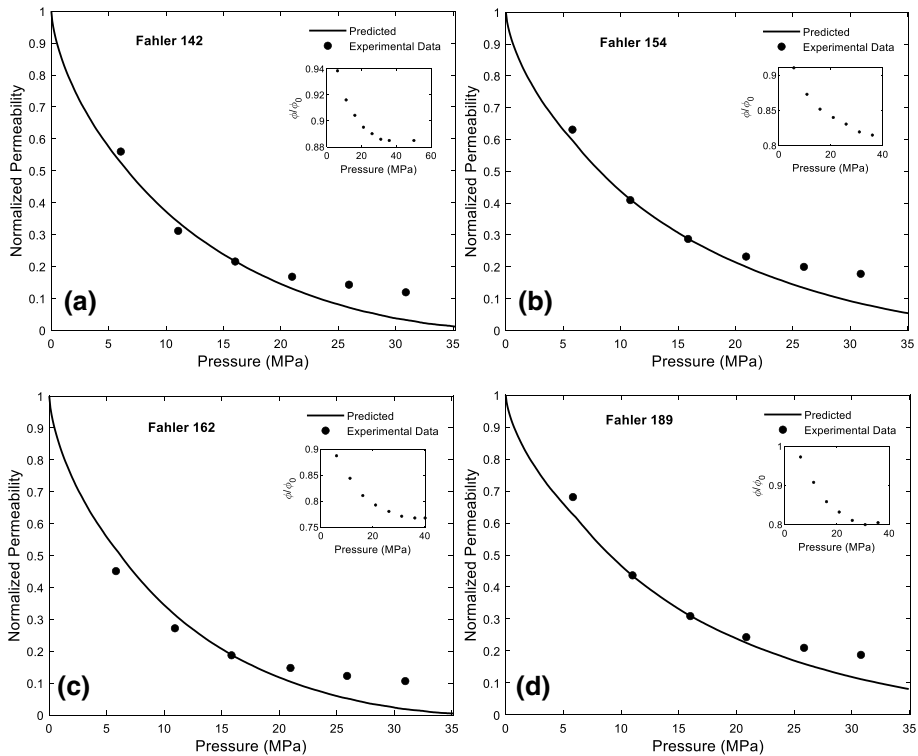 Fahler 142
Predicted
Experimental Data
Normalized Permeability
1
0.9
0.8
0.7
0.6
0.5
0.4
0.3
0.2
0.1
0
0 5 10 15 20 25 30 35
Pressure (MPa)
ϕ/ϕ0
0.94
0.92
0.9
0.88
0 20 40 60
Pressure (MPa)
(a)
Fahler 154
Predicted
Experimental Data
Normalized Permeability
1
0.9
0.8
0.7
0.6
0.5
0.4
0.3
0.2
0.1
0
0 5 10 15 20 25 30 35
Pressure (MPa)
ϕ/ϕ0
0.9
0.85
0.8
0 20 40
Pressure (MPa)
(b)
Fahler 162
Predicted
Experimental Data
Normalized Permeability
1
0.9
0.8
0.7
0.6
0.5
0.4
0.3
0.2
0.1
0
0 5 10 15 20 25 30 35
Pressure (MPa)
ϕ/ϕ0
0.9
0.85
0.8
0.75
0 20 40
Pressure (MPa)
(c)
Fahler 189
Predicted
Experimental Data
Normalized Permeability
1
0.9
0.8
0.7
0.6
0.5
0.4
0.3
0.2
0.1
0
0 5 10 15 20 25 30 35
Pressure (MPa)
ϕ/ϕ0
1
0.9
0.8
0 20 40
Pressure (MPa)
(d)